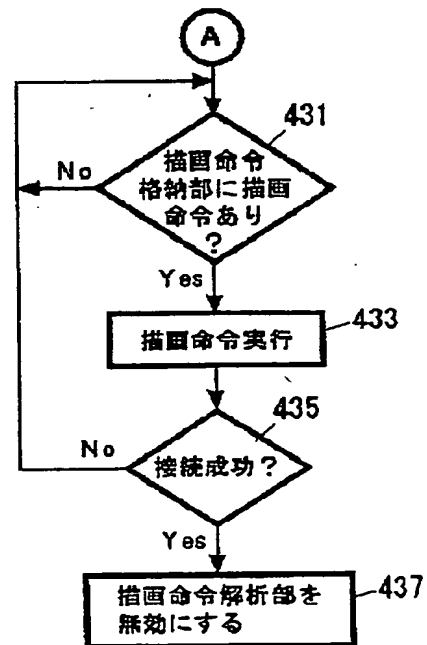 A
431
描画命令
格納部に描画
命令あり
?
No
Yes
描画命令実行
433
435
接続成功?
No
Yes
描画命令解析部を
無効にする
437